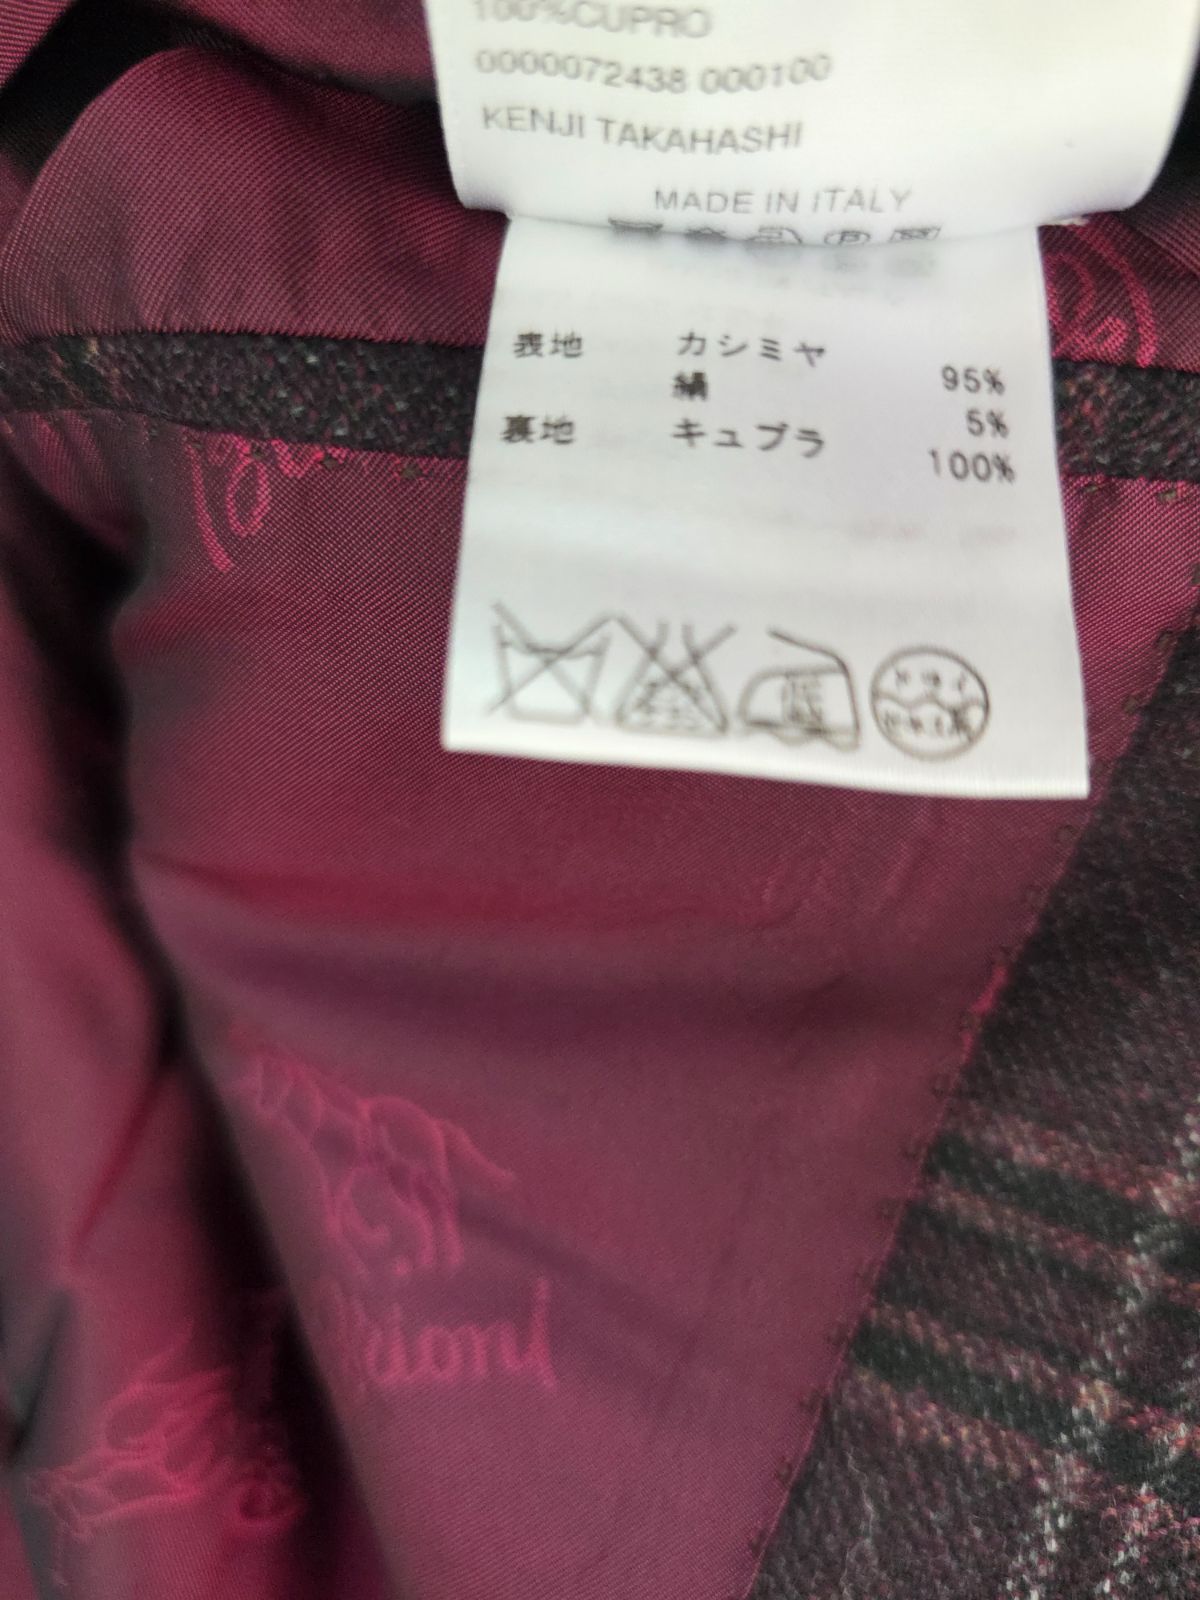 100%CUPRO
0000072438 000100
KENJI TAKAHASHI
MADE IN ITALY
表地 カシミヤ 95%
絹 5%
裏地 キュプラ 100%
Brioni